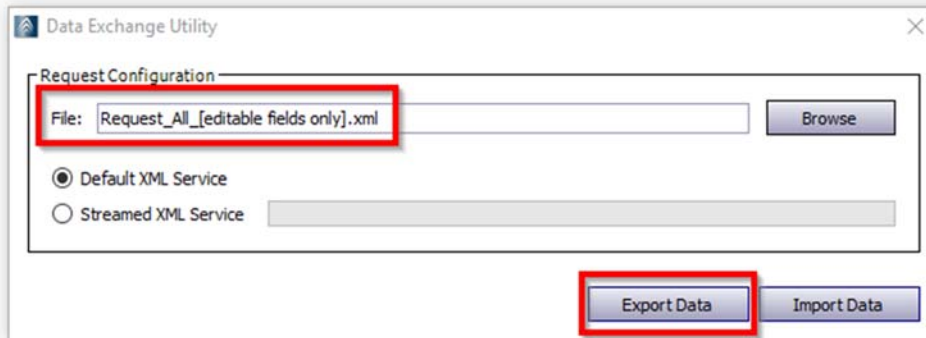 Data Exchange Utility
Request Configuration
File: Request_All_[editable fields only].xml Browse
Default XML Service
Streamed XML Service
Export Data Import Data